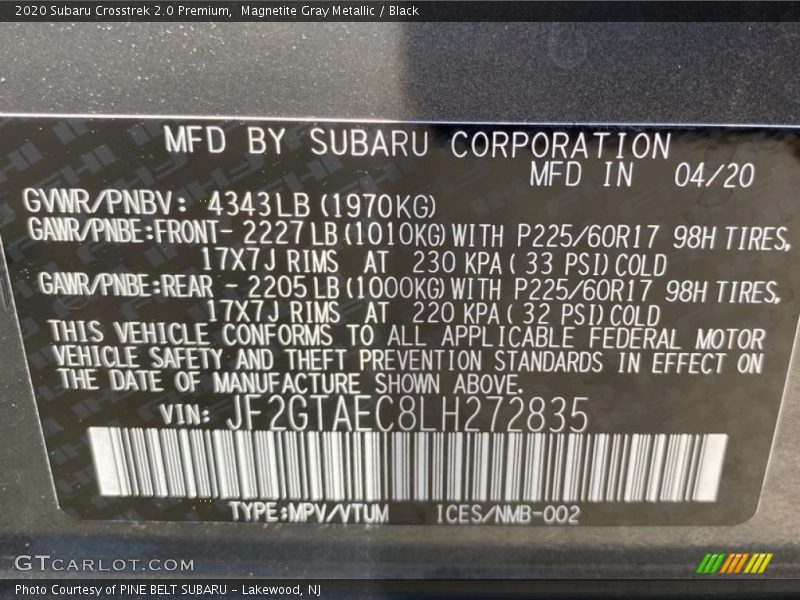 2020 Subaru Crosstrek 2.0 Premium, Magnetite Gray Metallic / Black
MFD BY SUBARU CORPORATION
MFD IN 04/20
GVWR/PNBV: 4343LB (1970KG)
GAWR/PNBE:FRONT- 2227LB(1010KG)WITH P225/60R17 98H TIRES,
17X7J RIMS AT 230 KPA( 33 PSI)COLD
GAWR/PNBE:REAR - 2205LB(1000KG)WITH P225/60R17 98H TIRES,
17X7J RIMS AT 220 KPA( 32 PSI)COLD
THIS VEHICLE CONFORMS TO ALL APPLICABLE FEDERAL MOTOR
VEHICLE SAFETY AND THEFT PREVENTION STANDARDS IN EFFECT ON
THE DATE OF MANUFACTURE SHOWN ABOVE.
VIN: JF2GTAEC8LH272835
TYPE:MPV/VTUM ICES/NMB-002
GTCARLOT.COM
Photo Courtesy of PINE BELT SUBARU - Lakewood, NJ